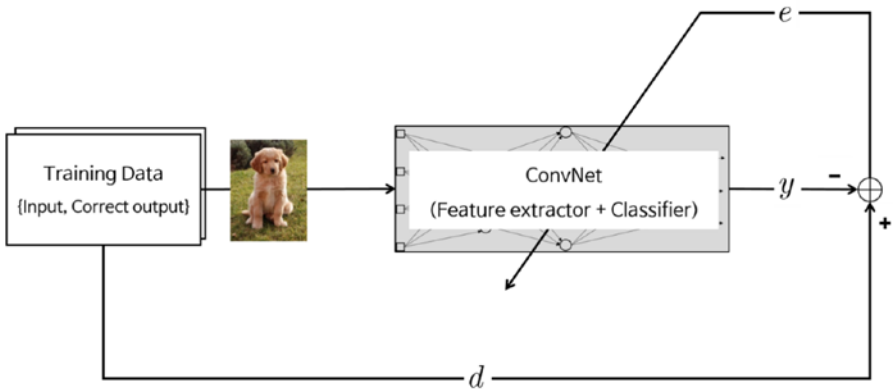 e
Training Data
{Input, Correct output}
ConvNet
(Feature extractor + Classifier)
y
-
+
d